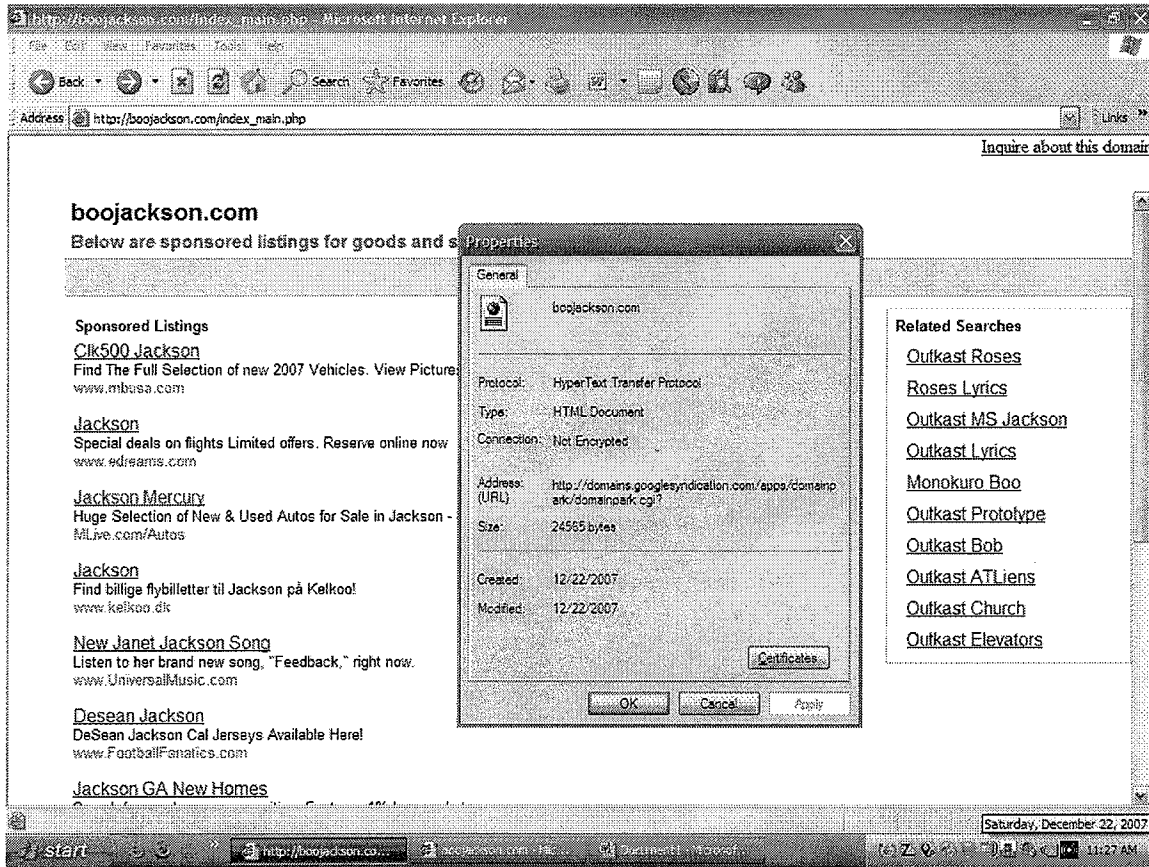 http://boojackson.com/index_main.php - Microsoft Internet Explorer
File Edit View Favorites Tools Help
Back Search Favorites
Address http://boojackson.com/index_main.php Links
Inquire about this domain
boojackson.com
Below are sponsored listings for goods and s
Sponsored Listings
Clk500 Jackson
Find The Full Selection of new 2007 Vehicles. View Pictures
www.mbusa.com
Jackson
Special deals on flights Limited offers. Reserve online now
www.edreams.com
Jackson Mercury
Huge Selection of New & Used Autos for Sale in Jackson -
MLive.com/Autos
Jackson
Find billige flybilletter til Jackson på Kelkoo!
www.kelkoo.dk
New Janet Jackson Song
Listen to her brand new song, "Feedback," right now.
www.UniversalMusic.com
Desean Jackson
DeSean Jackson Cal Jerseys Available Here!
www.FootballFanatics.com
Jackson GA New Homes
Properties
General
boojackson.com
Protocol: HyperText Transfer Protocol
Type: HTML Document
Connection: Not Encrypted
Address: (URL) http://domains.googlesyndication.com/apps/domainp
ark/domainpark.cgi?
Size: 24565 bytes
Created: 12/22/2007
Modified: 12/22/2007
Certificates
OK Cancel Apply
Related Searches
Outkast Roses
Roses Lyrics
Outkast MS Jackson
Outkast Lyrics
Monokuro Boo
Outkast Prototype
Outkast Bob
Outkast ATLiens
Outkast Church
Outkast Elevators
Saturday, December 22, 2007
start http://boojackson.co... Document1 - Microsof... 11:27 AM